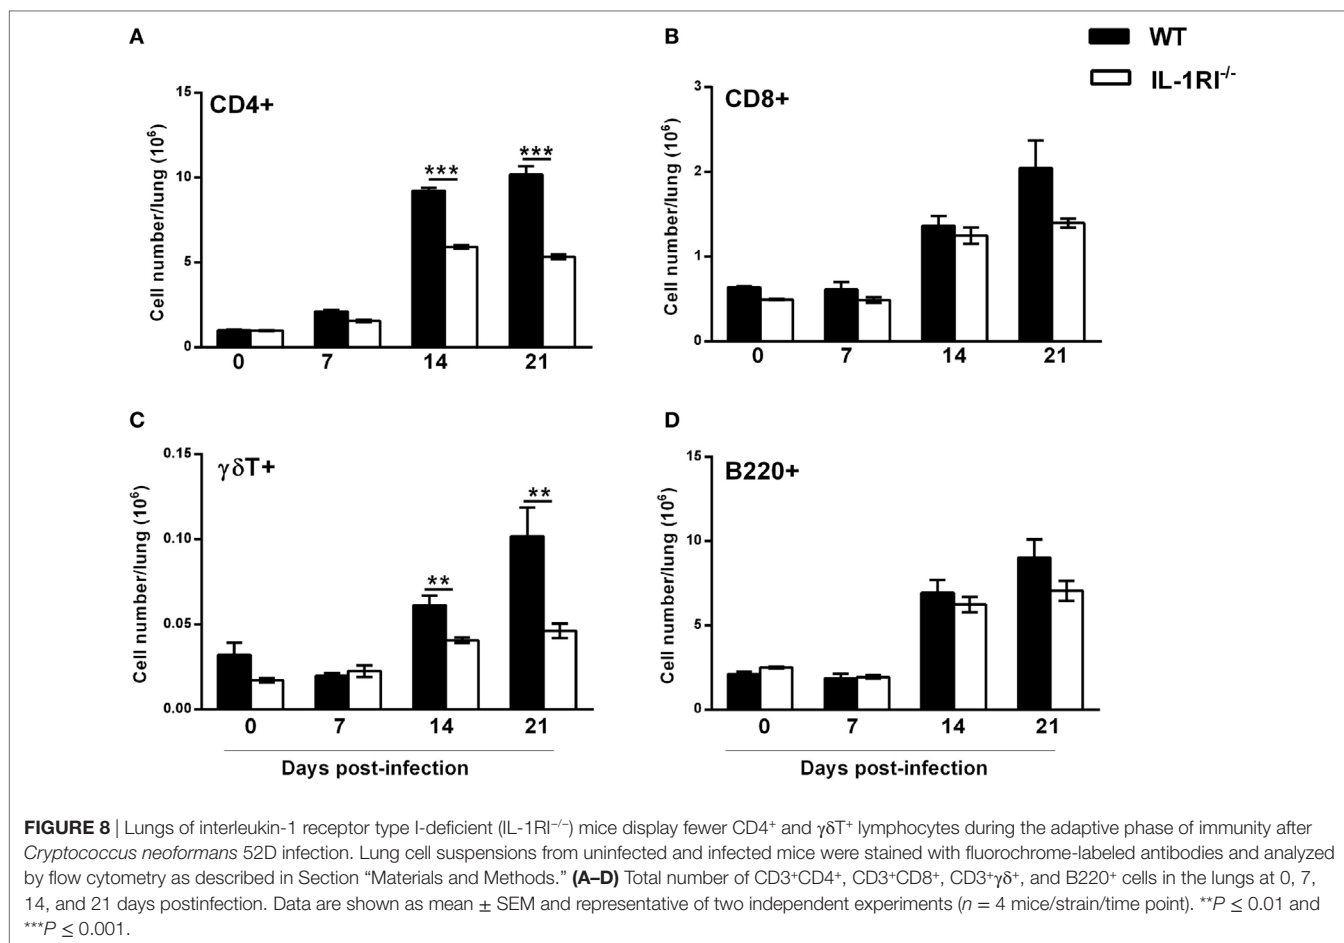 A
B
WT
IL-1RI-/-
CD4+
15
10
5
0
Cell number/lung (10⁶)
***
***
0 7 14 21
CD8+
3
2
1
0
Cell number/lung (10⁶)
0 7 14 21
C
D
γδT+
0.15
0.10
0.05
0.00
Cell number/lung (10⁶)
**
**
0 7 14 21
Days post-infection
B220+
15
10
5
0
Cell number/lung (10⁶)
0 7 14 21
Days post-infection
FIGURE 8 | Lungs of interleukin-1 receptor type I-deficient (IL-1RI−/−) mice display fewer CD4+ and γδT+ lymphocytes during the adaptive phase of immunity after
Cryptococcus neoformans 52D infection. Lung cell suspensions from uninfected and infected mice were stained with fluorochrome-labeled antibodies and analyzed
by flow cytometry as described in Section “Materials and Methods.” (A–D) Total number of CD3+CD4+, CD3+CD8+, CD3+γδ+, and B220+ cells in the lungs at 0, 7,
14, and 21 days postinfection. Data are shown as mean ± SEM and representative of two independent experiments (n = 4 mice/strain/time point). **P ≤ 0.01 and
***P ≤ 0.001.